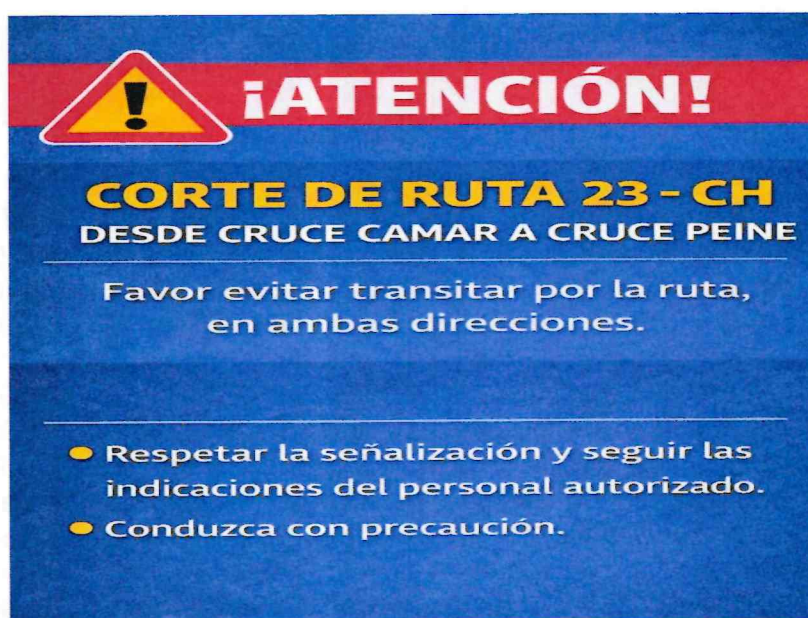 ¡ATENCIÓN!
CORTE DE RUTA 23 - CH
DESDE CRUCE CAMAR A CRUCE PEINE
Favor evitar transitar por la ruta,
en ambas direcciones.
Respetar la señalización y seguir las
indicaciones del personal autorizado.
Conduzca con precaución.